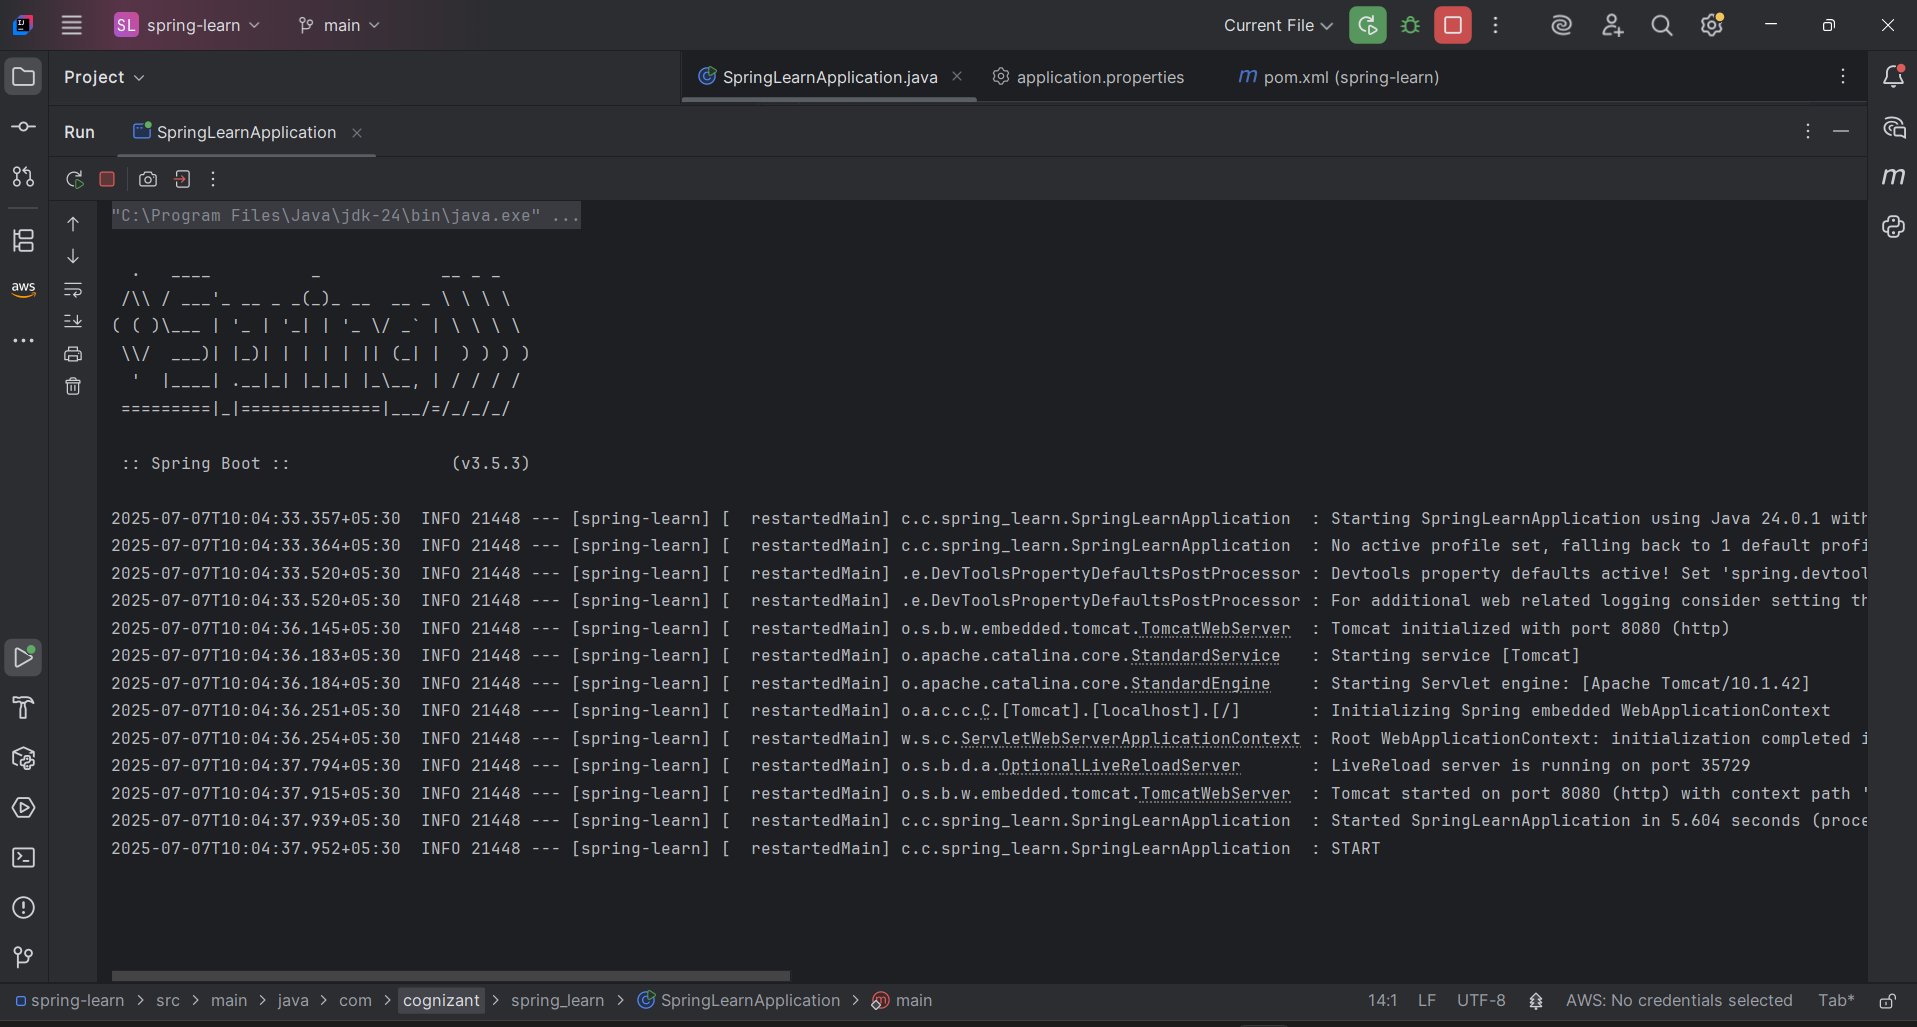 SL spring-learn main Current File
Project SpringLearnApplication.java application.properties m pom.xml (spring-learn)
Run SpringLearnApplication
"C:\Program Files\Java\jdk-24\bin\java.exe" ...
  .   ____          _            __ _ _
 /\\ / ___'_ __ _ _(_)_ __  __ _ \ \ \ \
( ( )\___ | '_ | '_| | '_ \/ _` | \ \ \ \
 \\/  ___)| |_)| | | | | || (_| |  ) ) ) )
  '  |____| .__|_| |_|_| |_\__, | / / / /
 =========|_|==============|___/=/_/_/_/
 :: Spring Boot ::                (v3.5.3)
2025-07-07T10:04:33.357+05:30  INFO 21448 --- [spring-learn] [  restartedMain] c.c.spring_learn.SpringLearnApplication  : Starting SpringLearnApplication using Java 24.0.1 with
2025-07-07T10:04:33.364+05:30  INFO 21448 --- [spring-learn] [  restartedMain] c.c.spring_learn.SpringLearnApplication  : No active profile set, falling back to 1 default profi
2025-07-07T10:04:33.520+05:30  INFO 21448 --- [spring-learn] [  restartedMain] .e.DevToolsPropertyDefaultsPostProcessor : Devtools property defaults active! Set 'spring.devtool
2025-07-07T10:04:33.520+05:30  INFO 21448 --- [spring-learn] [  restartedMain] .e.DevToolsPropertyDefaultsPostProcessor : For additional web related logging consider setting th
2025-07-07T10:04:36.145+05:30  INFO 21448 --- [spring-learn] [  restartedMain] o.s.b.w.embedded.tomcat.TomcatWebServer  : Tomcat initialized with port 8080 (http)
2025-07-07T10:04:36.183+05:30  INFO 21448 --- [spring-learn] [  restartedMain] o.apache.catalina.core.StandardService   : Starting service [Tomcat]
2025-07-07T10:04:36.184+05:30  INFO 21448 --- [spring-learn] [  restartedMain] o.apache.catalina.core.StandardEngine    : Starting Servlet engine: [Apache Tomcat/10.1.42]
2025-07-07T10:04:36.251+05:30  INFO 21448 --- [spring-learn] [  restartedMain] o.a.c.c.C.[Tomcat].[localhost].[/]       : Initializing Spring embedded WebApplicationContext
2025-07-07T10:04:36.254+05:30  INFO 21448 --- [spring-learn] [  restartedMain] w.s.c.ServletWebServerApplicationContext : Root WebApplicationContext: initialization completed i
2025-07-07T10:04:37.794+05:30  INFO 21448 --- [spring-learn] [  restartedMain] o.s.b.d.a.OptionalLiveReloadServer       : LiveReload server is running on port 35729
2025-07-07T10:04:37.915+05:30  INFO 21448 --- [spring-learn] [  restartedMain] o.s.b.w.embedded.tomcat.TomcatWebServer  : Tomcat started on port 8080 (http) with context path '
2025-07-07T10:04:37.939+05:30  INFO 21448 --- [spring-learn] [  restartedMain] c.c.spring_learn.SpringLearnApplication  : Started SpringLearnApplication in 5.604 seconds (proce
2025-07-07T10:04:37.952+05:30  INFO 21448 --- [spring-learn] [  restartedMain] c.c.spring_learn.SpringLearnApplication  : START
aws
m
spring-learn > src > main > java > com > cognizant > spring_learn > SpringLearnApplication > m main 14:1 LF UTF-8 AWS: No credentials selected Tab*